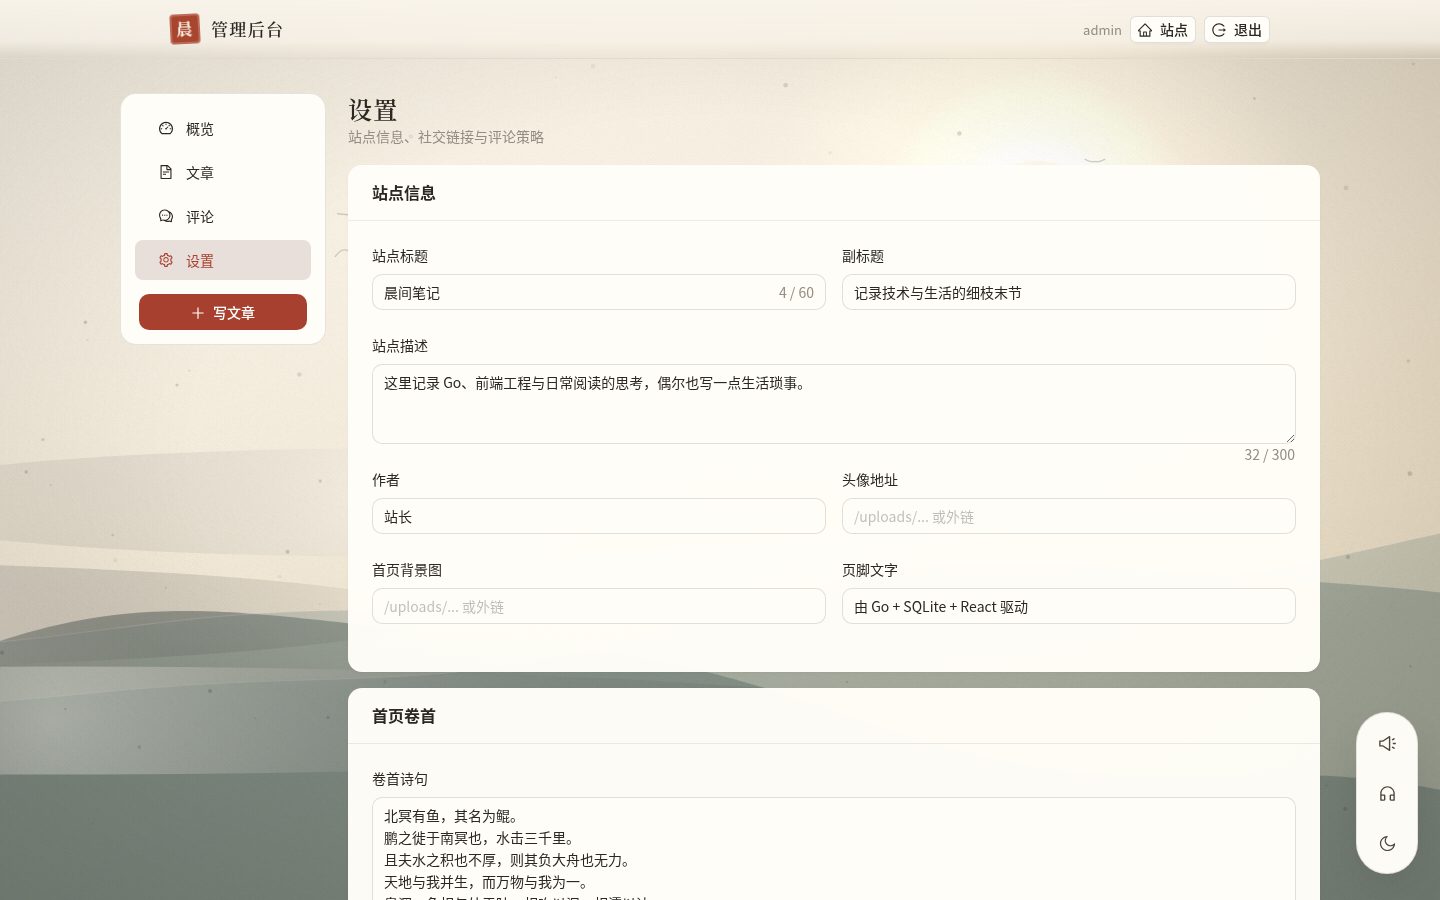 晨
管理后台
admin
站点
退出
概览
文章
评论
设置
写文章
设置
站点信息、社交链接与评论策略
站点信息
站点标题
副标题
晨间笔记
4 / 60
记录技术与生活的细枝末节
站点描述
这里记录 Go、前端工程与日常阅读的思考，偶尔也写一点生活琐事。
32 / 300
作者
头像地址
站长
/uploads/... 或外链
首页背景图
页脚文字
/uploads/... 或外链
由 Go + SQLite + React 驱动
首页卷首
卷首诗句
北冥有鱼，其名为鲲。
鹏之徙于南冥也，水击三千里。
且夫水之积也不厚，则其负大舟也无力。
天地与我并生，而万物与我为一。